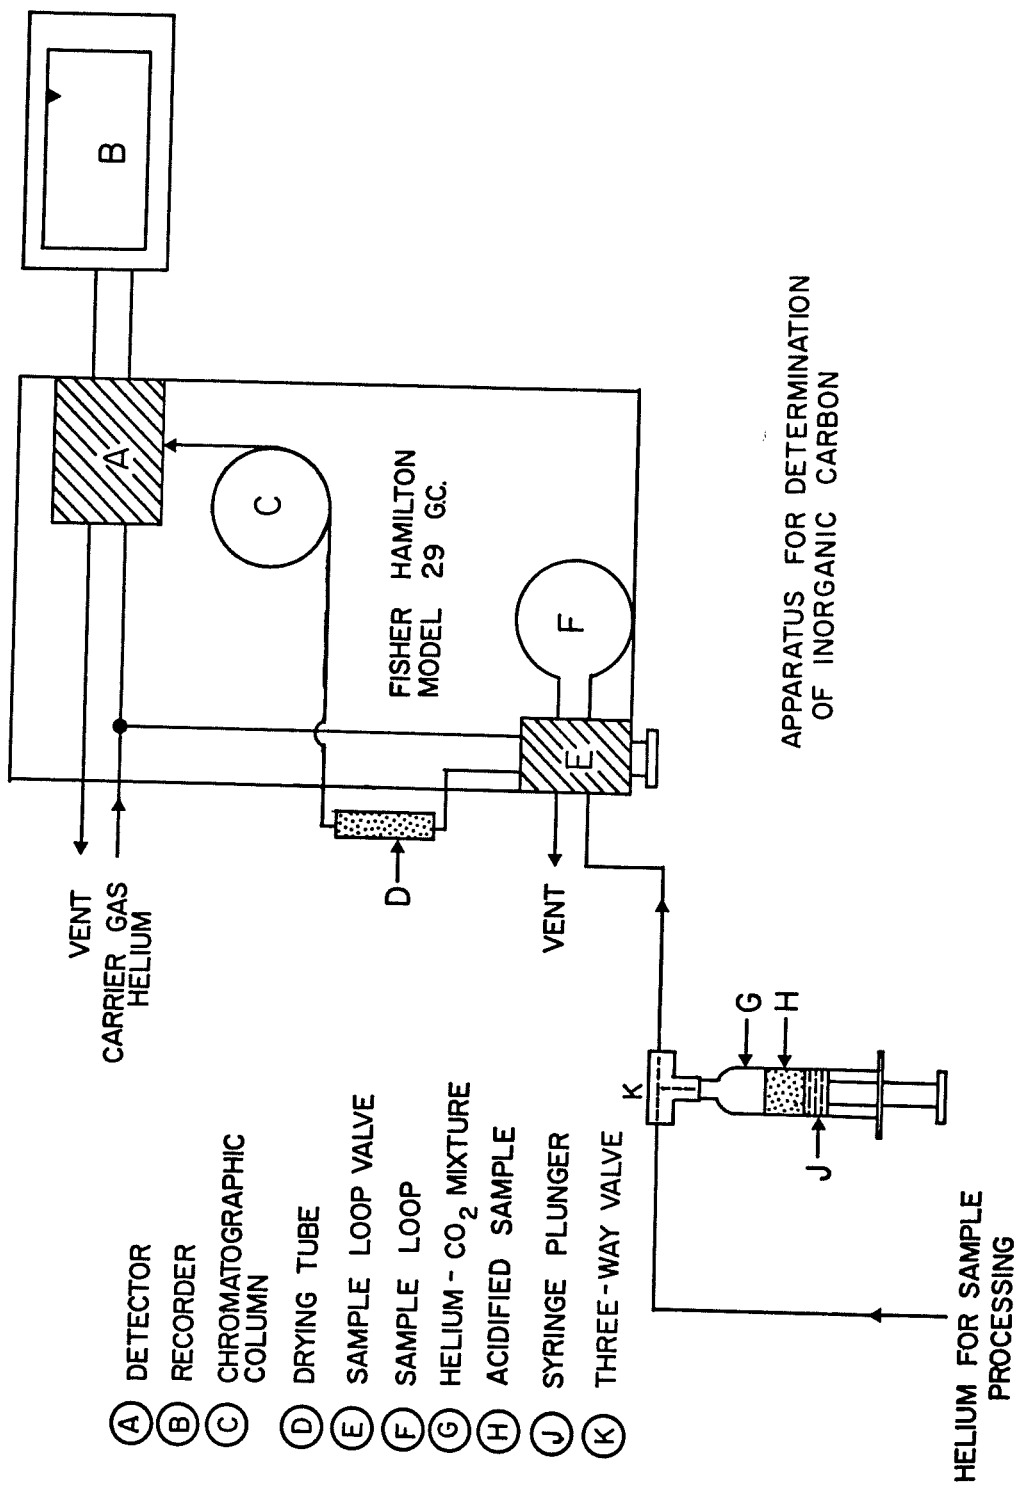 B
A
C
FISHER HAMILTON
MODEL 29 G.C.
F
E
D
VENT
CARRIER GAS
HELIUM
VENT
G
H
K
J
HELIUM FOR SAMPLE
PROCESSING
A DETECTOR
B RECORDER
C CHROMATOGRAPHIC
COLUMN
D DRYING TUBE
E SAMPLE LOOP VALVE
F SAMPLE LOOP
G HELIUM-CO2 MIXTURE
H ACIDIFIED SAMPLE
J SYRINGE PLUNGER
K THREE-WAY VALVE
APPARATUS FOR DETERMINATION
OF INORGANIC CARBON